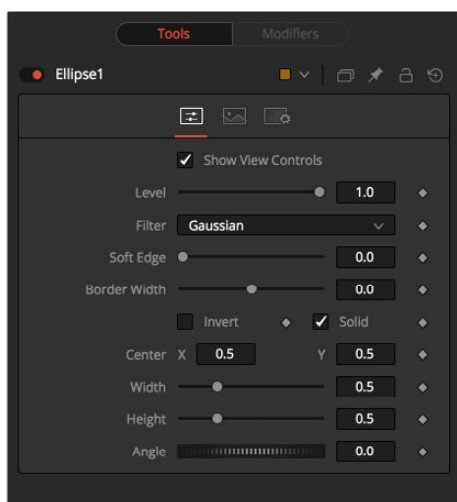 Tools Modifiers
Ellipse1
Show View Controls
Level 1.0
Filter Gaussian
Soft Edge 0.0
Border Width 0.0
Invert Solid
Center X 0.5 Y 0.5
Width 0.5
Height 0.5
Angle 0.0